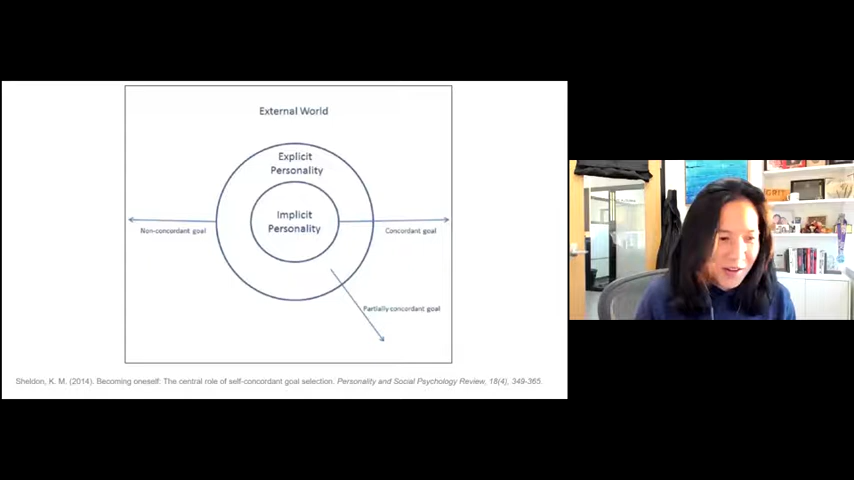 External World
Explicit
Personality
Implicit
Personality
Non-concordant goal
Concordant goal
Partially concordant goal
Sheldon, K. M. (2014). Becoming oneself: The central role of self-concordant goal selection. Personality and Social Psychology Review, 18(4), 349-365.
GRIT